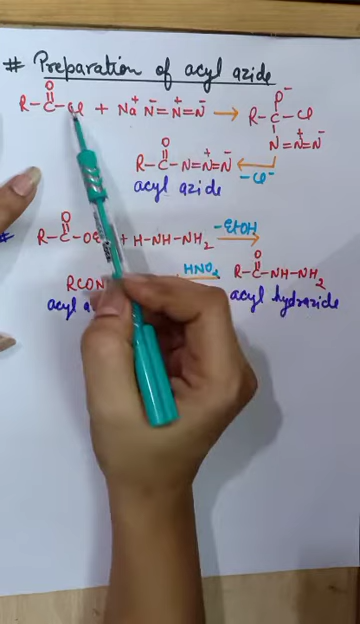 # Preparation of acyl azide
O O⁻
R-C-Cl + Na⁺ N⁻=N⁺=N⁻ → R-C-Cl
O N=N⁺=N⁻
R-C-N=N⁺=N⁻ ← -Cl⁻
acyl azide
O -EtOH
# R-C-O + H-NH-NH₂ →
HNO₂ O
RCON R-C-NH-NH₂
acyl acyl hydrazide